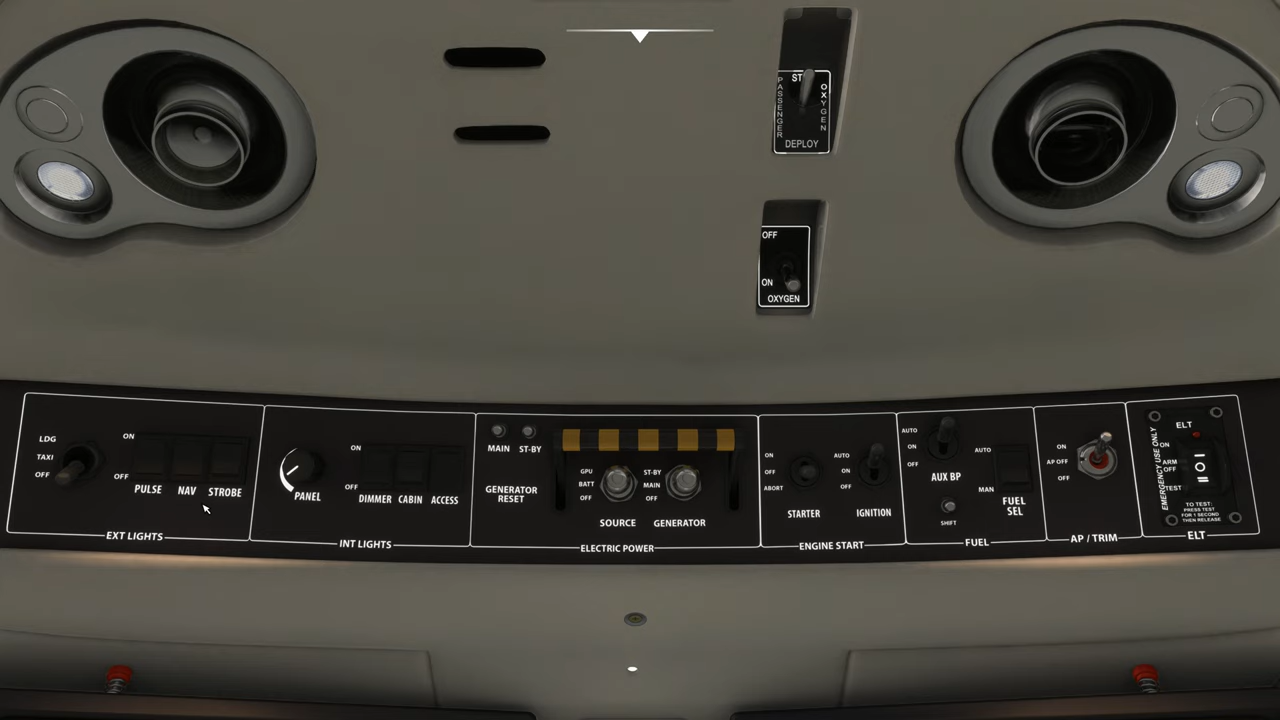 ST
PASSENGER
OXYGEN
DEPLOY
OFF
ON
OXYGEN
LDG
TAXI
OFF
ON
OFF
PULSE NAV STROBE
EXT LIGHTS
PANEL
ON
OFF
DIMMER CABIN ACCESS
INT LIGHTS
MAIN ST-BY
GENERATOR
RESET
GPU
BATT
OFF
SOURCE
ST-BY
MAIN
OFF
GENERATOR
ELECTRIC POWER
ON
OFF
ABORT
STARTER
AUTO
ON
OFF
IGNITION
ENGINE START
AUTO
ON
OFF
AUX BP
SHIFT
AUTO
MAN
FUEL
SEL
FUEL
ON
AP OFF
OFF
AP / TRIM
EMERGENCY USE ONLY
ELT
ON
ARM
OFF
TEST
TO TEST:
PRESS TEST
FOR 1 SECOND
THEN RELEASE
ELT